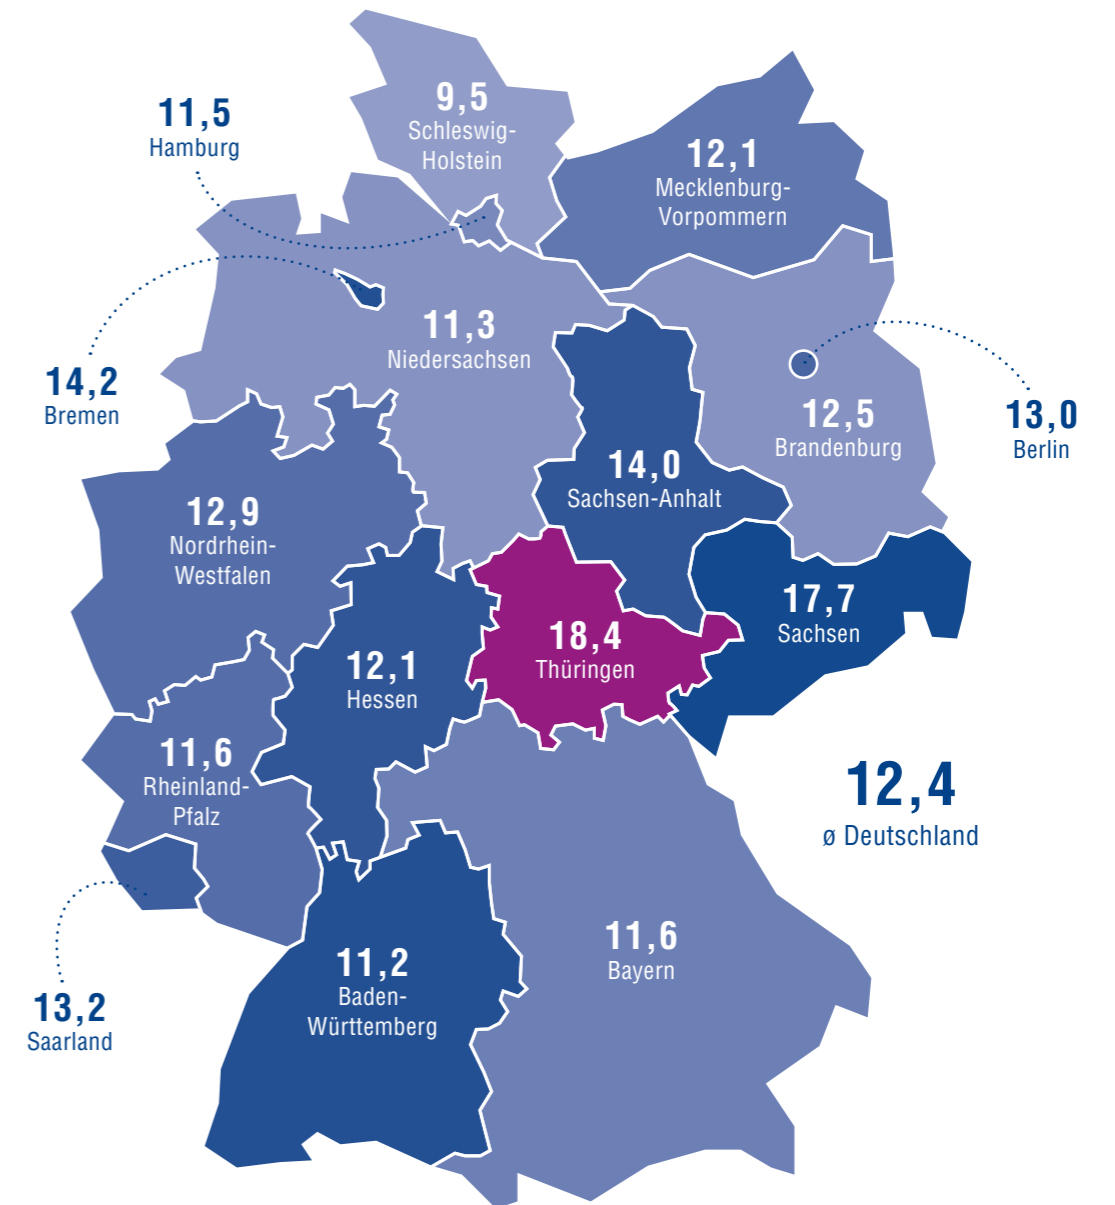 9,5
Schleswig-
Holstein
11,5
Hamburg
12,1
Mecklenburg-
Vorpommern
11,3
Niedersachsen
14,2
Bremen
12,5
Brandenburg
13,0
Berlin
14,0
Sachsen-Anhalt
12,9
Nordrhein-
Westfalen
17,7
Sachsen
18,4
Thüringen
12,1
Hessen
11,6
Rheinland-
Pfalz
12,4
ø Deutschland
11,6
Bayern
11,2
Baden-
Württemberg
13,2
Saarland